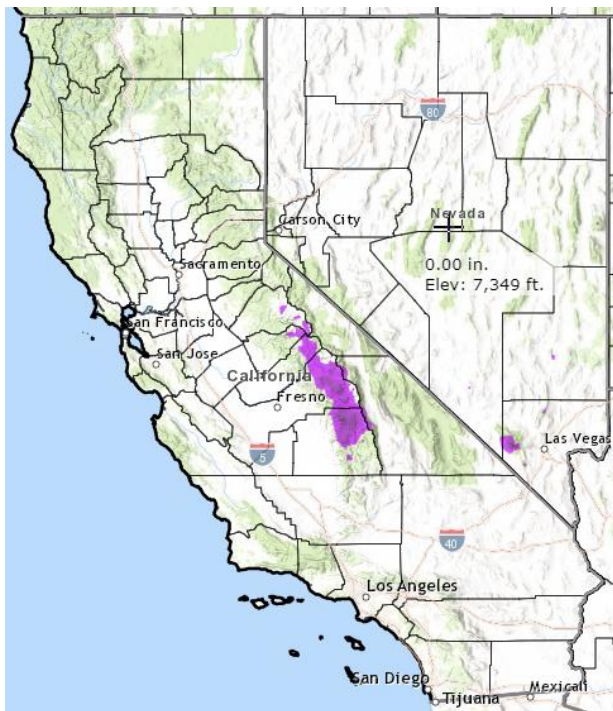 80
Carson City
Nevada
0.00 in.
Elev: 7,349 ft.
Sacramento
San Francisco
San Jose
California
Fresno
5
Las Vegas
40
Los Angeles
San Diego
Tijuana
Mexicali